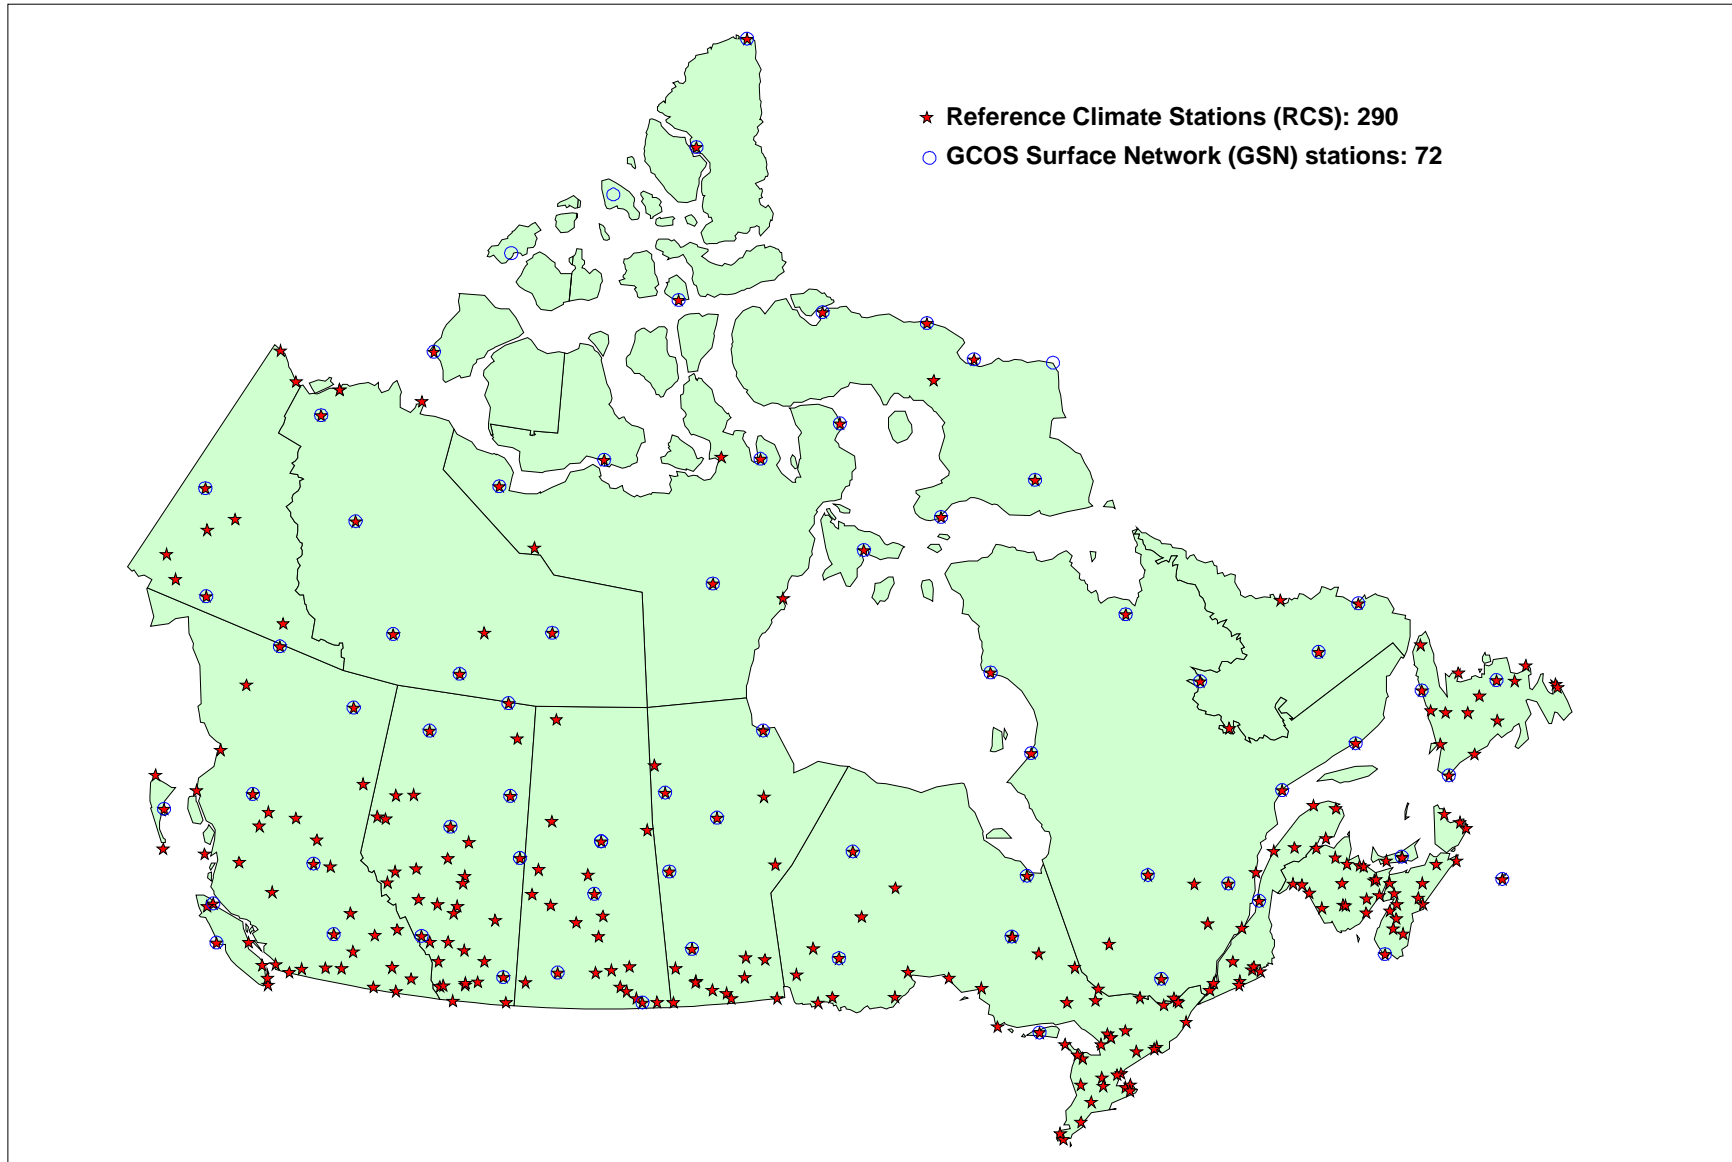 Reference Climate Stations (RCS): 290
GCOS Surface Network (GSN) stations: 72